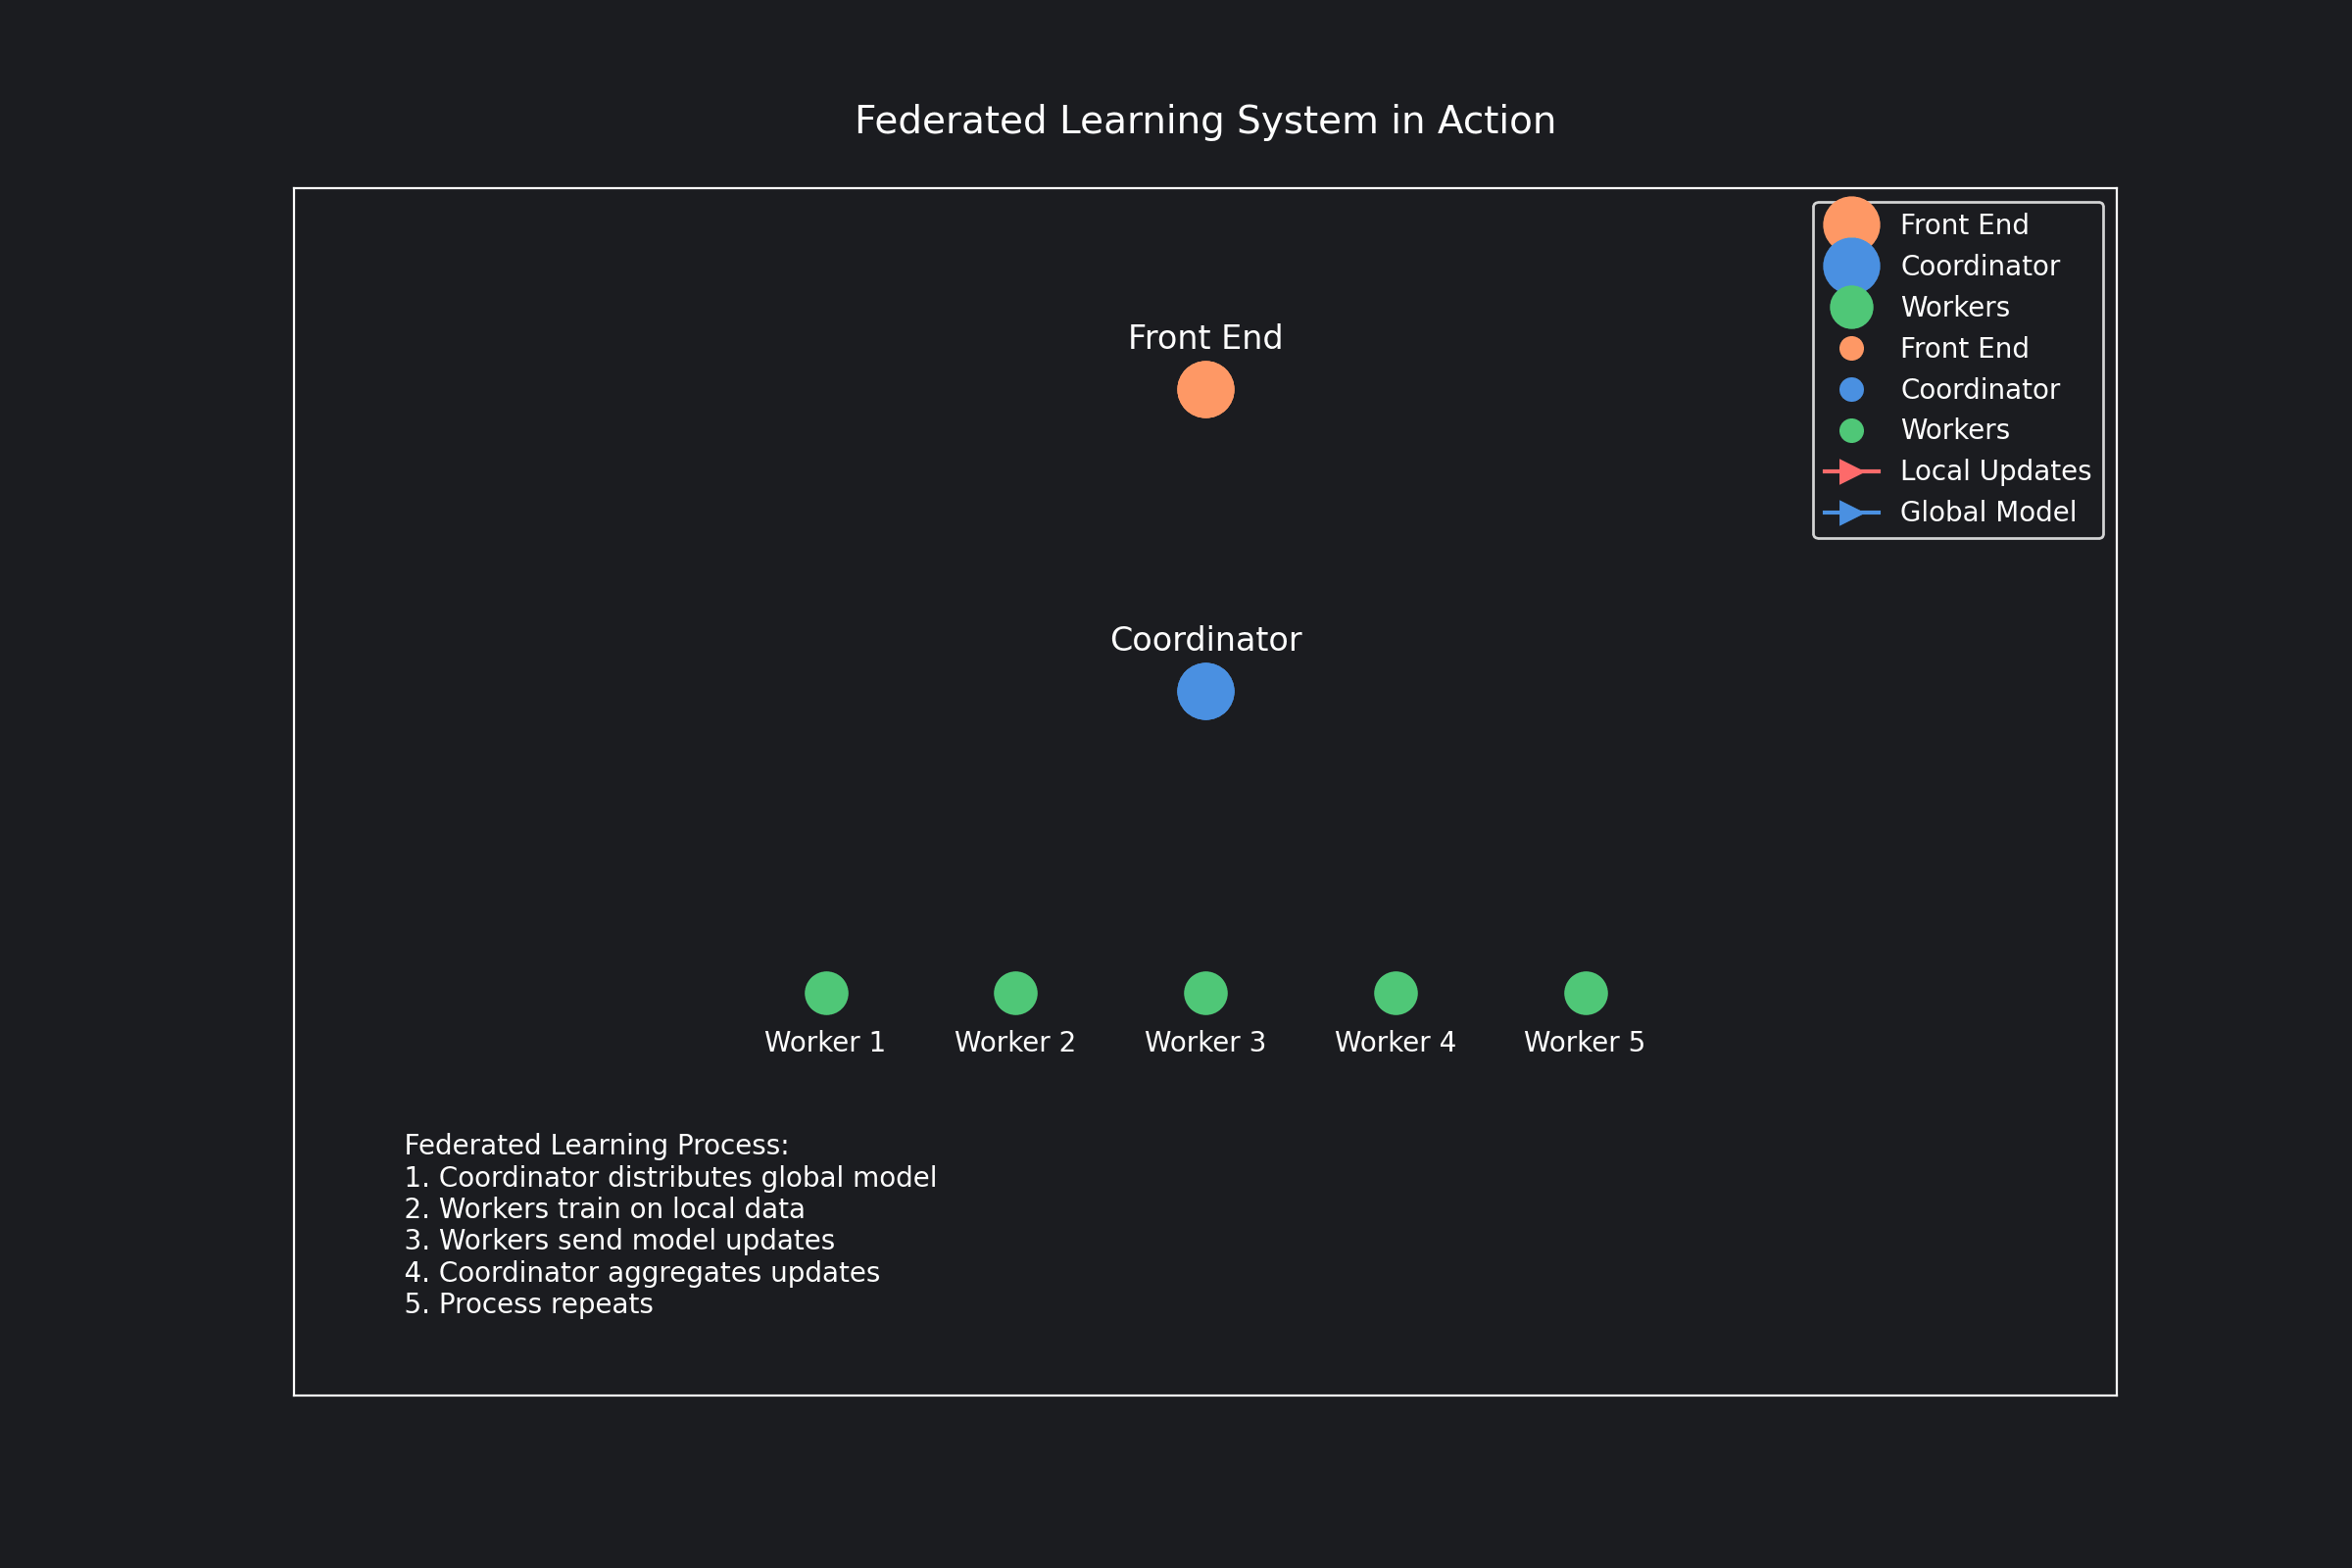 Federated Learning System in Action
Front End
Coordinator
Workers
Front End
Coordinator
Workers
Local Updates
Global Model
Front End
Coordinator
Worker 1
Worker 2
Worker 3
Worker 4
Worker 5
Federated Learning Process:
1. Coordinator distributes global model
2. Workers train on local data
3. Workers send model updates
4. Coordinator aggregates updates
5. Process repeats